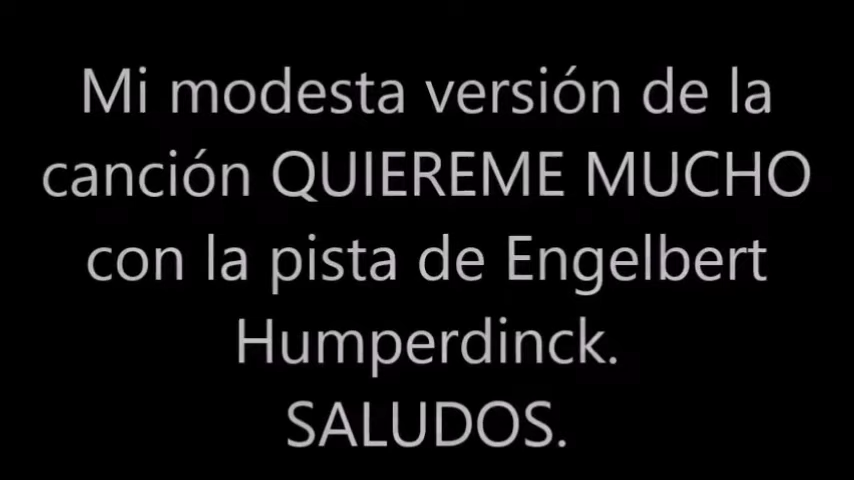 Mi modesta versión de la
canción QUIEREME MUCHO
con la pista de Engelbert
Humperdinck.
SALUDOS.